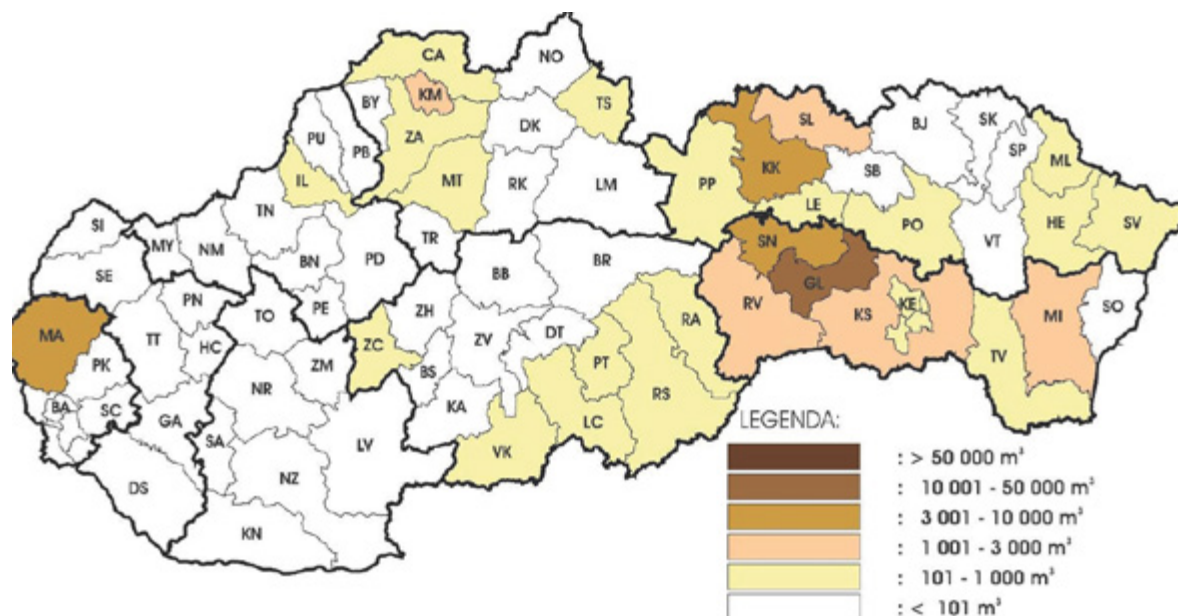 CA
NO
KM
TS
BY
ZA
DK
PU
PB
IL
MT
RK
LM
TN
SI
MY
NM
TR
BN
PD
SE
PN
PE
TO
MA
TT
HC
PK
BA
SC
GA
ZM
NR
SA
DS
NZ
KN
LV
ZH
ZC
BS
BB
BR
ZV
DT
KA
VK
LC
PT
RS
RA
PP
KK
SL
LE
SB
BJ
SK
SP
ML
PO
VT
HE
SV
SN
GL
RV
KS
KE
TV
MI
SO
LEGENDA:
: > 50 000 m³
: 10 001 - 50 000 m³
: 3 001 - 10 000 m³
: 1 001 - 3 000 m³
: 101 - 1 000 m³
: < 101 m³